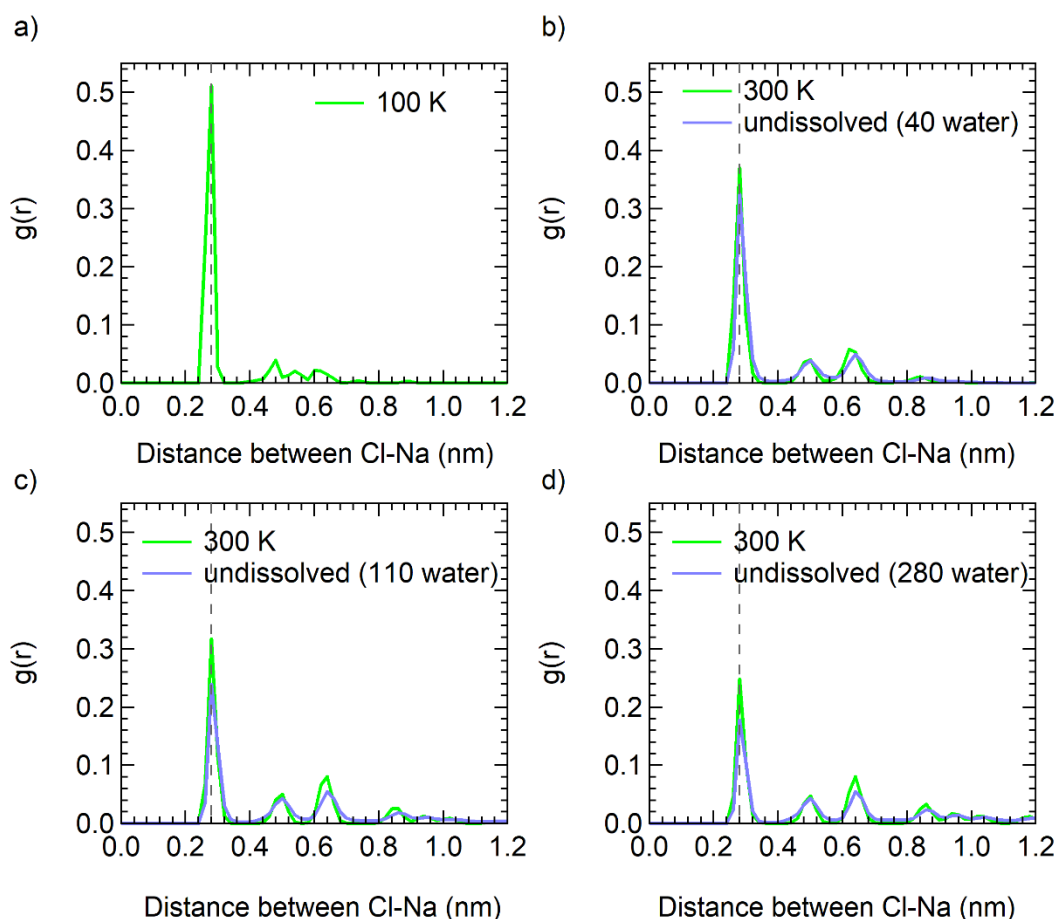 a)
0.5
0.4
0.3
0.2
0.1
0.0
g(r)
100 K
0.0 0.2 0.4 0.6 0.8 1.0 1.2
Distance between Cl-Na (nm)
b)
0.5
0.4
0.3
0.2
0.1
0.0
g(r)
300 K
undissolved (40 water)
0.0 0.2 0.4 0.6 0.8 1.0 1.2
Distance between Cl-Na (nm)
c)
0.5
0.4
0.3
0.2
0.1
0.0
g(r)
300 K
undissolved (110 water)
0.0 0.2 0.4 0.6 0.8 1.0 1.2
Distance between Cl-Na (nm)
d)
0.5
0.4
0.3
0.2
0.1
0.0
g(r)
300 K
undissolved (280 water)
0.0 0.2 0.4 0.6 0.8 1.0 1.2
Distance between Cl-Na (nm)